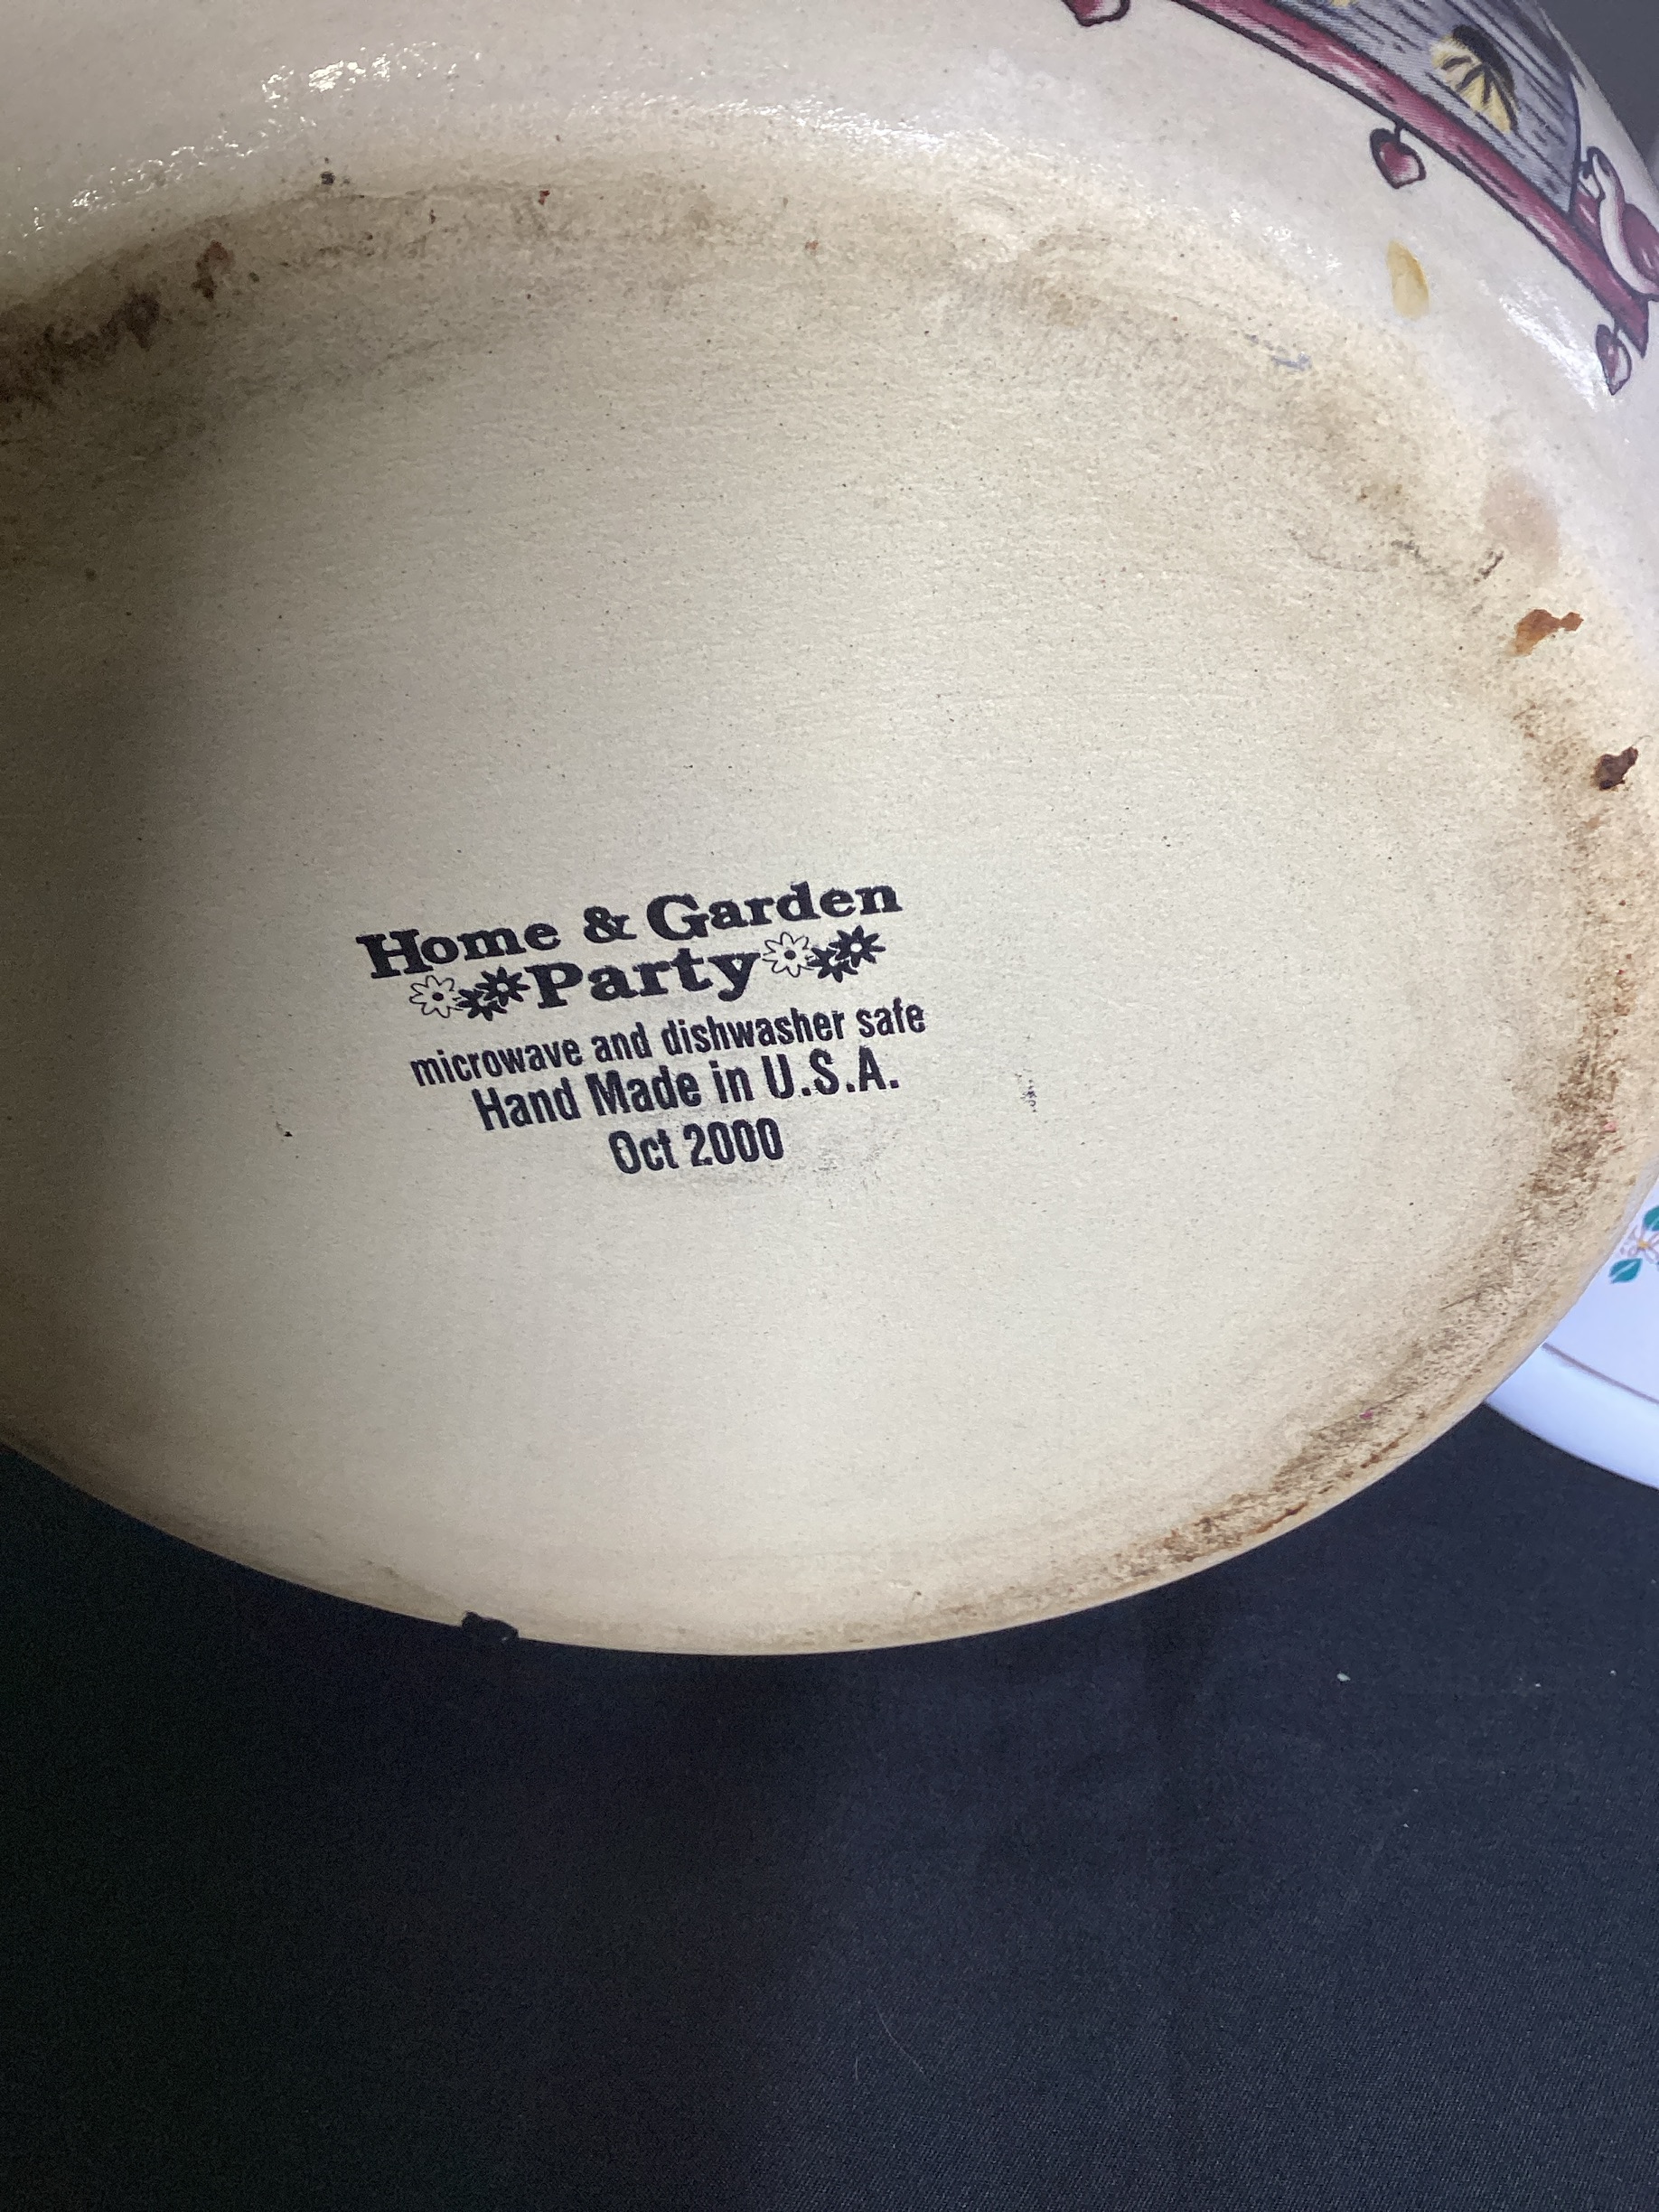 Home & Garden
Party
microwave and dishwasher safe
Hand Made in U.S.A.
Oct 2000